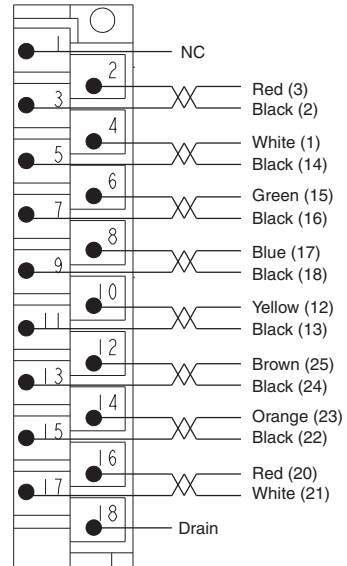 1
NC
2
Red (3)
3
Black (2)
4
White (1)
5
Black (14)
6
Green (15)
7
Black (16)
8
Blue (17)
9
Black (18)
10
Yellow (12)
11
Black (13)
12
Brown (25)
13
Black (24)
14
Orange (23)
15
Black (22)
16
Red (20)
17
White (21)
18
Drain